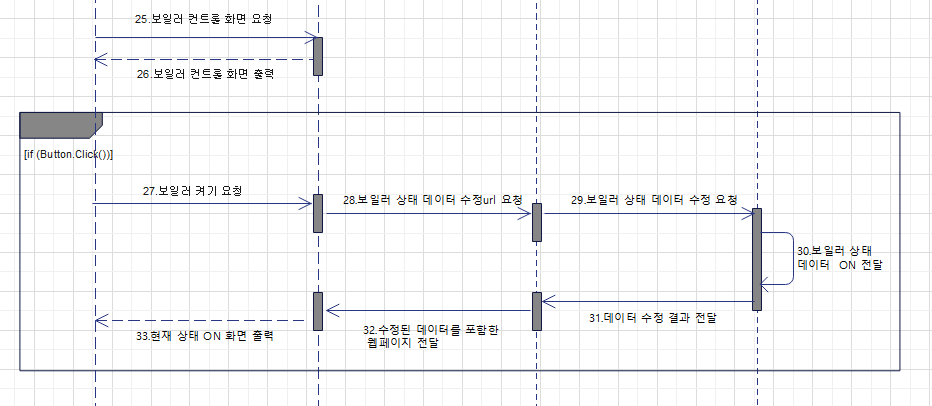 25.보일러 컨트롤 화면 요청
26.보일러 컨트롤 화면 출력
[if (Button.Click())]
27.보일러 켜기 요청
28.보일러 상태 데이터 수정url 요청
29.보일러 상태 데이터 수정 요청
30.보일러 상태
데이터 ON 전달
31.데이터 수정 결과 전달
32.수정된 데이터를 포함한
웹페이지 전달
33.현재 상태 ON 화면 출력